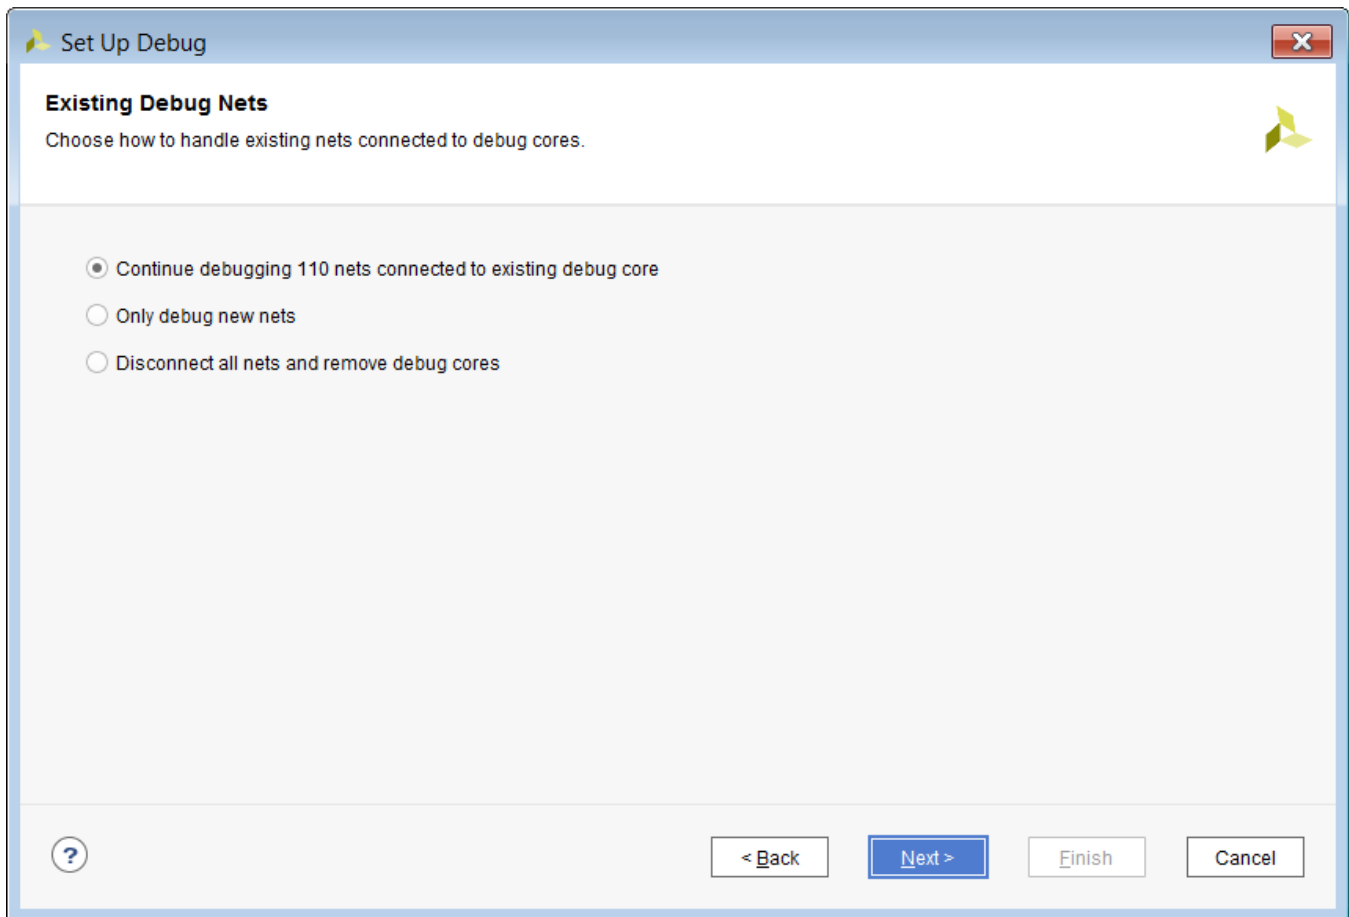 Set Up Debug
Existing Debug Nets
Choose how to handle existing nets connected to debug cores.
Continue debugging 110 nets connected to existing debug core
Only debug new nets
Disconnect all nets and remove debug cores
?
< Back
Next >
Finish
Cancel